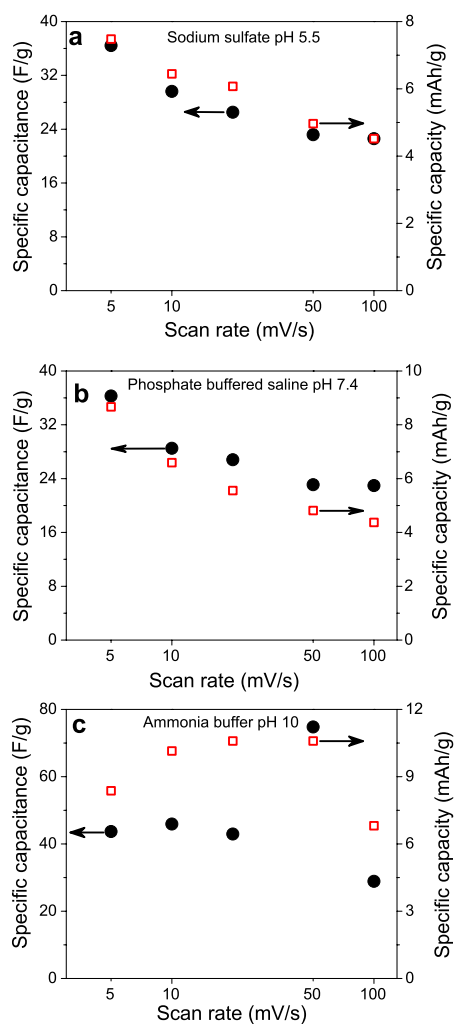 a
Sodium sulfate pH 5.5
Specific capacitance (F/g)
40
32
24
16
8
0
8
6
4
2
0
Specific capacity (mAh/g)
5 10 50 100
Scan rate (mV/s)
b
Phosphate buffered saline pH 7.4
Specific capacitance (F/g)
40
32
24
16
8
0
10
8
6
4
2
0
Specific capacity (mAh/g)
5 10 50 100
Scan rate (mV/s)
c
Ammonia buffer pH 10
Specific capacitance (F/g)
80
60
40
20
0
12
9
6
3
0
Specific capacity (mAh/g)
5 10 50 100
Scan rate (mV/s)